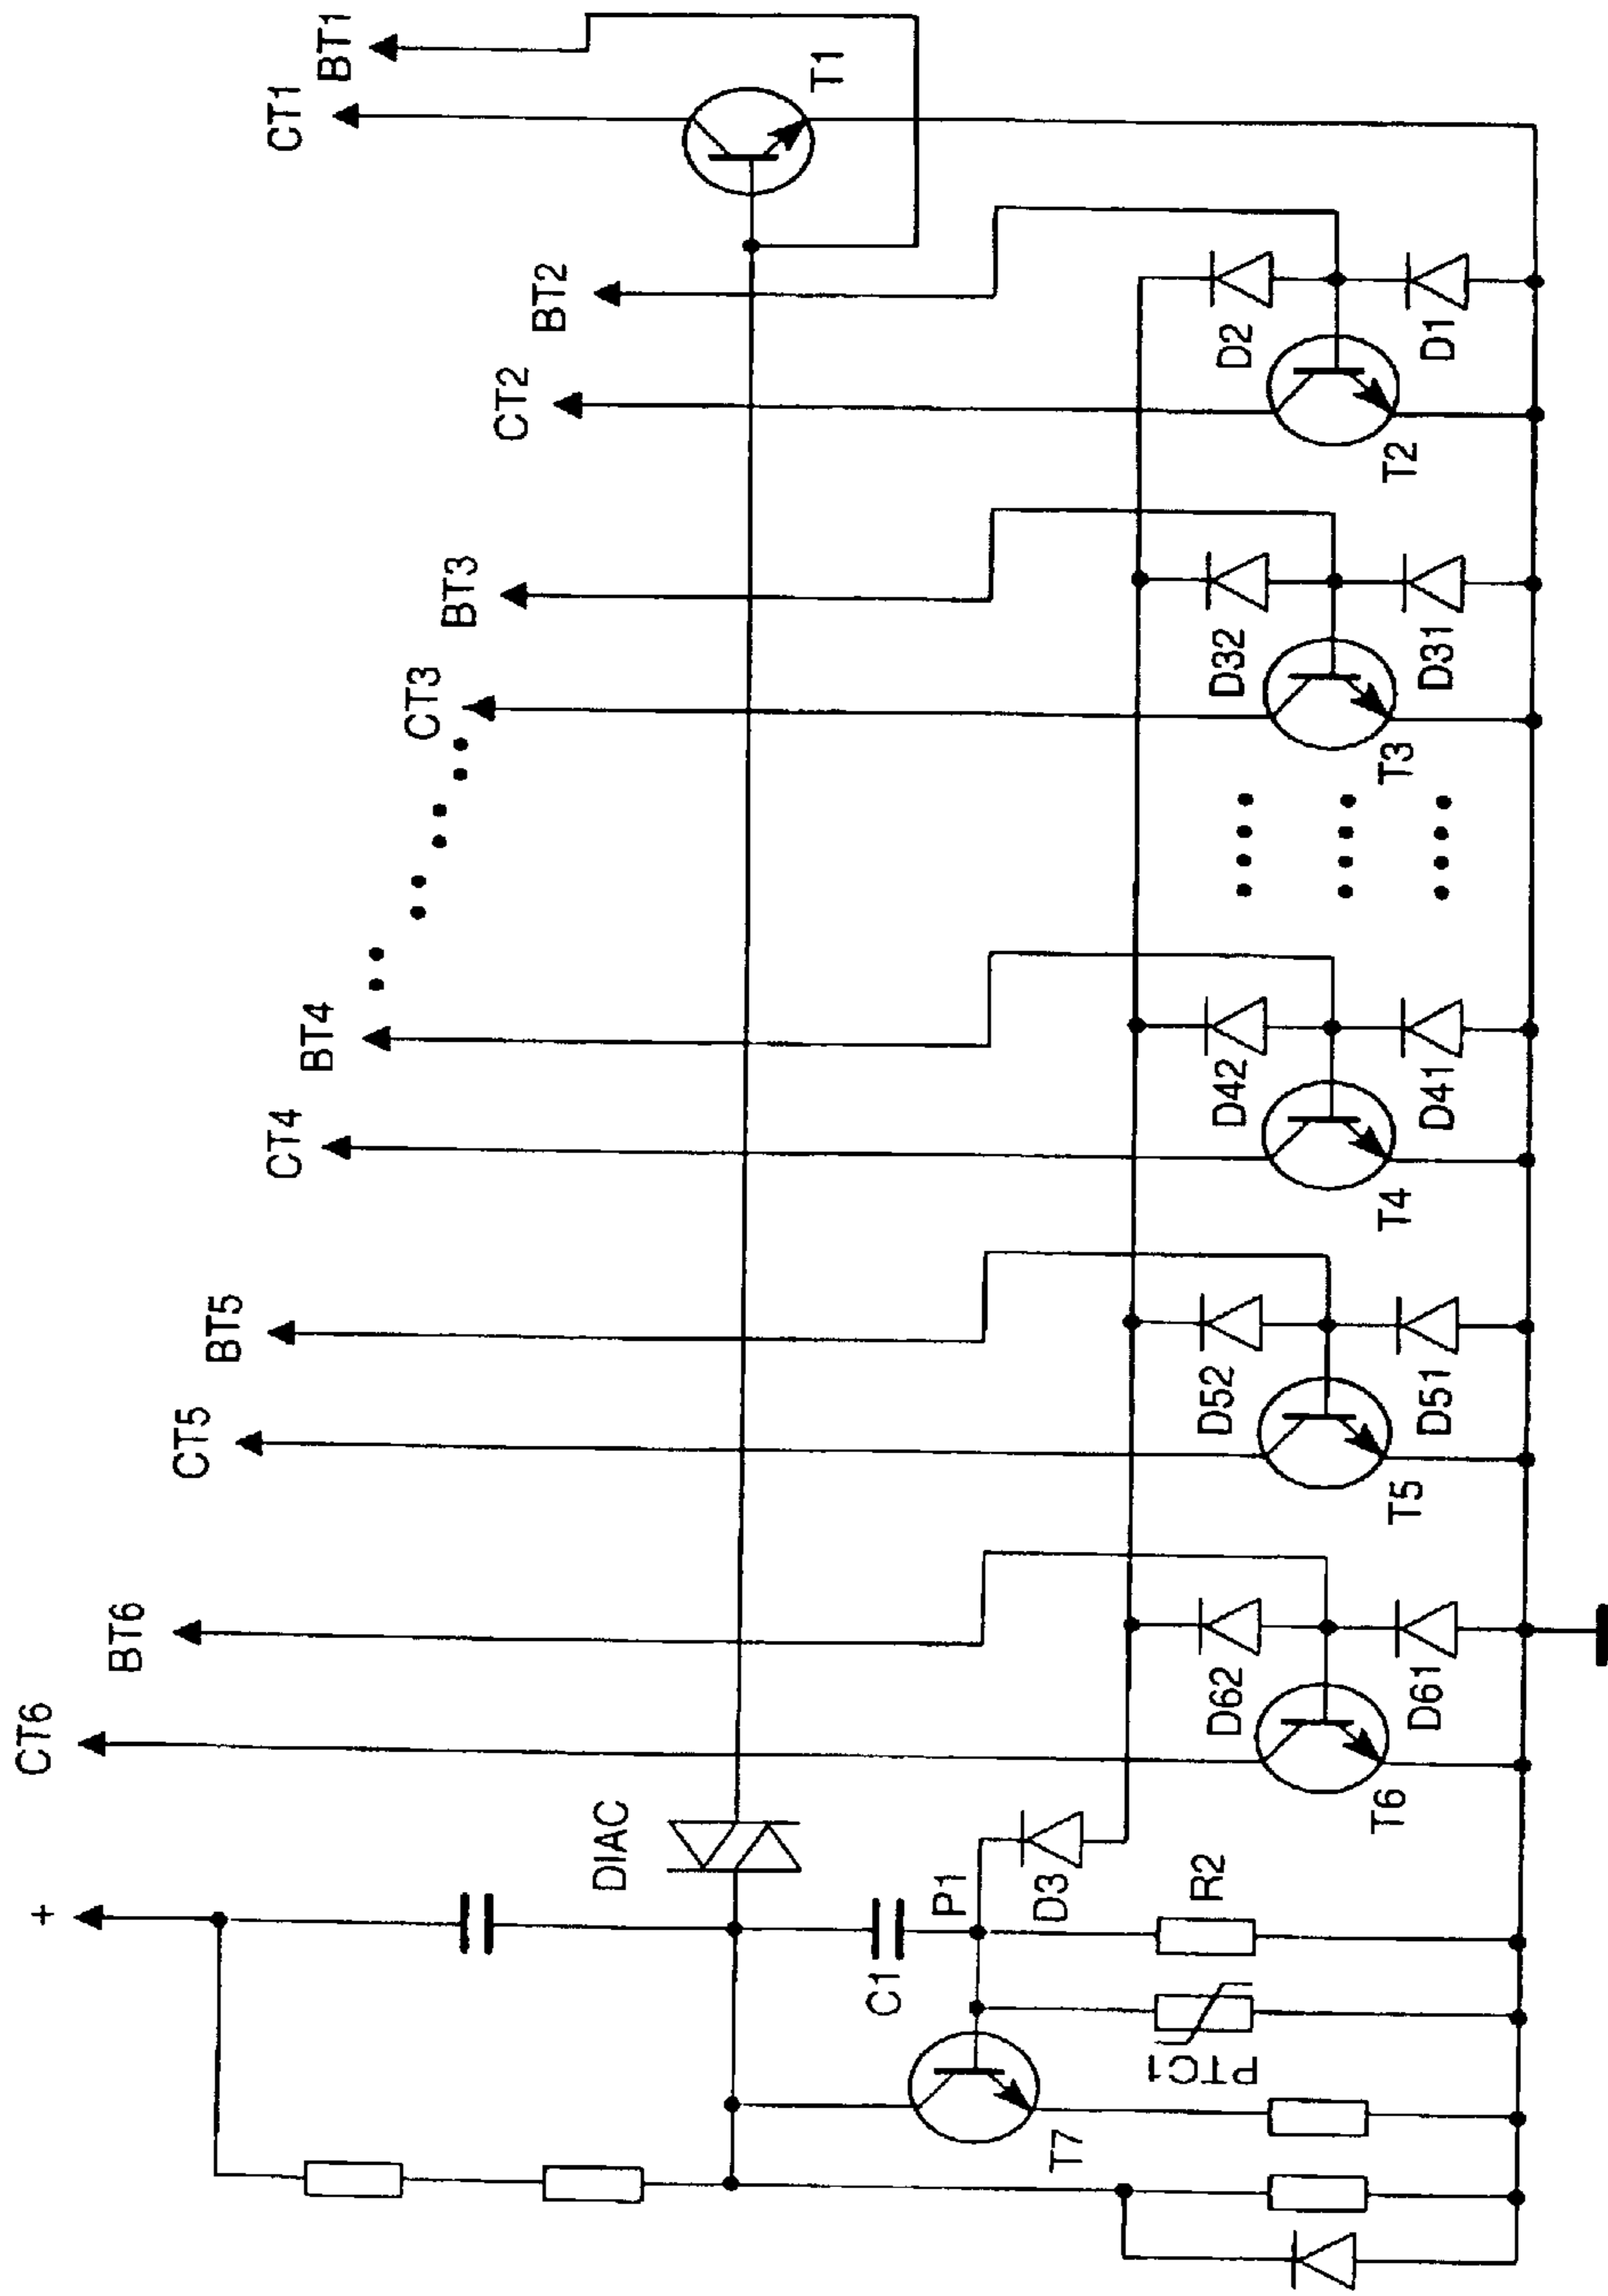 BT1
CT1
T1
BT2
CT2
D2
D1
T2
BT3
CT3
D32
D31
T3
BT4
CT4
D42
D41
T4
BT5
CT5
D52
D51
T5
BT6
CT6
D62
D61
T6
DIAC
+
P1
D3
R2
C1
PTC1
T7